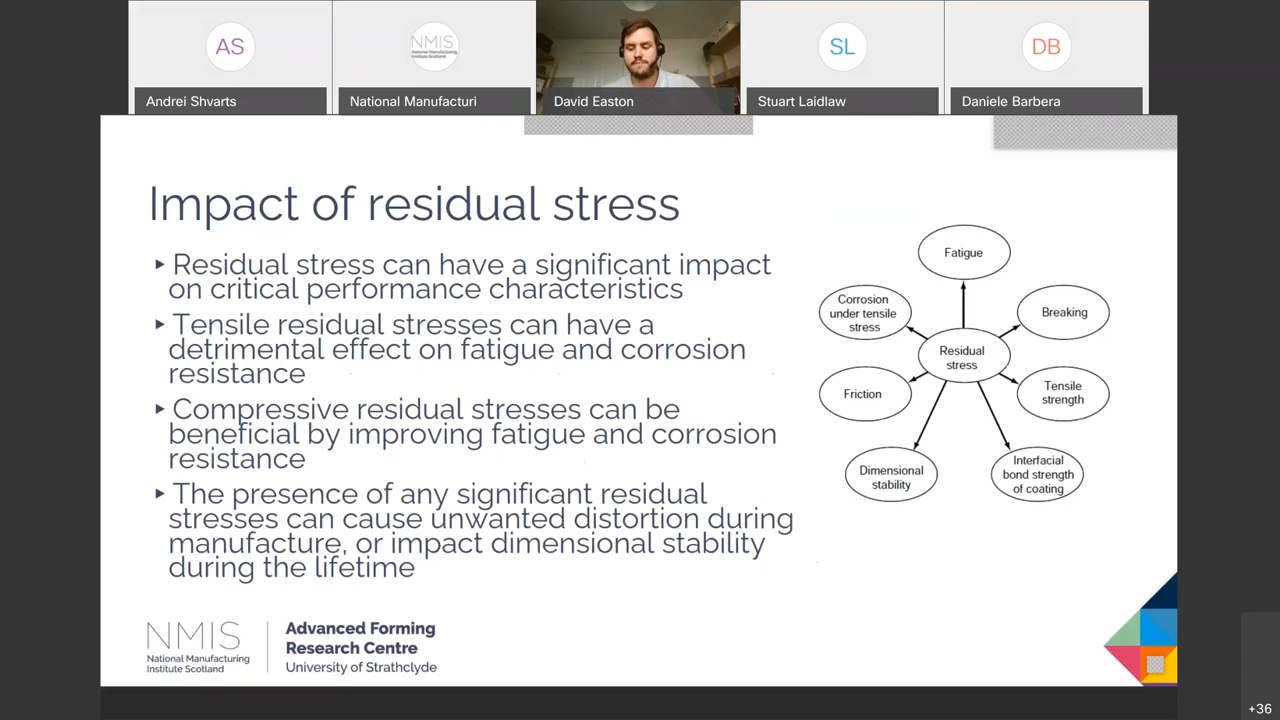 AS
NMIS
National Manufacturing
Institute Scotland
SL
DB
Andrei Shvarts
National Manufacturi
David Easton
Stuart Laidlaw
Daniele Barbera
Impact of residual stress
Residual stress can have a significant impact
on critical performance characteristics
Tensile residual stresses can have a
detrimental effect on fatigue and corrosion
resistance
Compressive residual stresses can be
beneficial by improving fatigue and corrosion
resistance
The presence of any significant residual
stresses can cause unwanted distortion during
manufacture, or impact dimensional stability
during the lifetime
Fatigue
Corrosion
under tensile
stress
Breaking
Residual
stress
Friction
Tensile
strength
Dimensional
stability
Interfacial
bond strength
of coating
NMIS
National Manufacturing
Institute Scotland
Advanced Forming
Research Centre
University of Strathclyde
+36